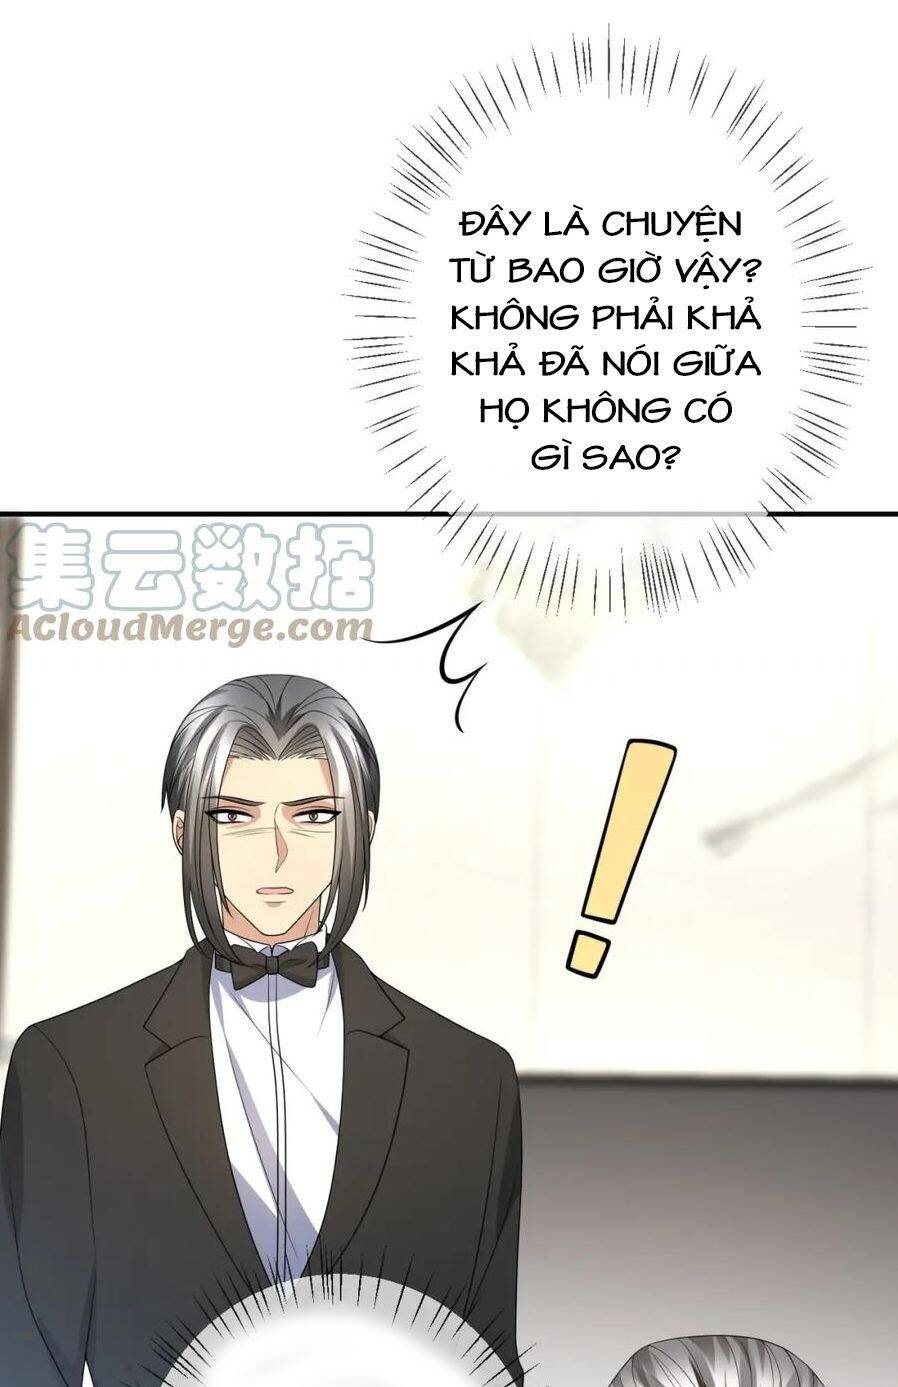 ĐÂY LÀ CHUYỆN
TỪ BAO GIỜ VẬY?
KHÔNG PHẢI KHẢ
KHẢ ĐÃ NÓI GIỮA
HỌ KHÔNG CÓ
GÌ SAO?
集云数据
ACloudMerge.com
!